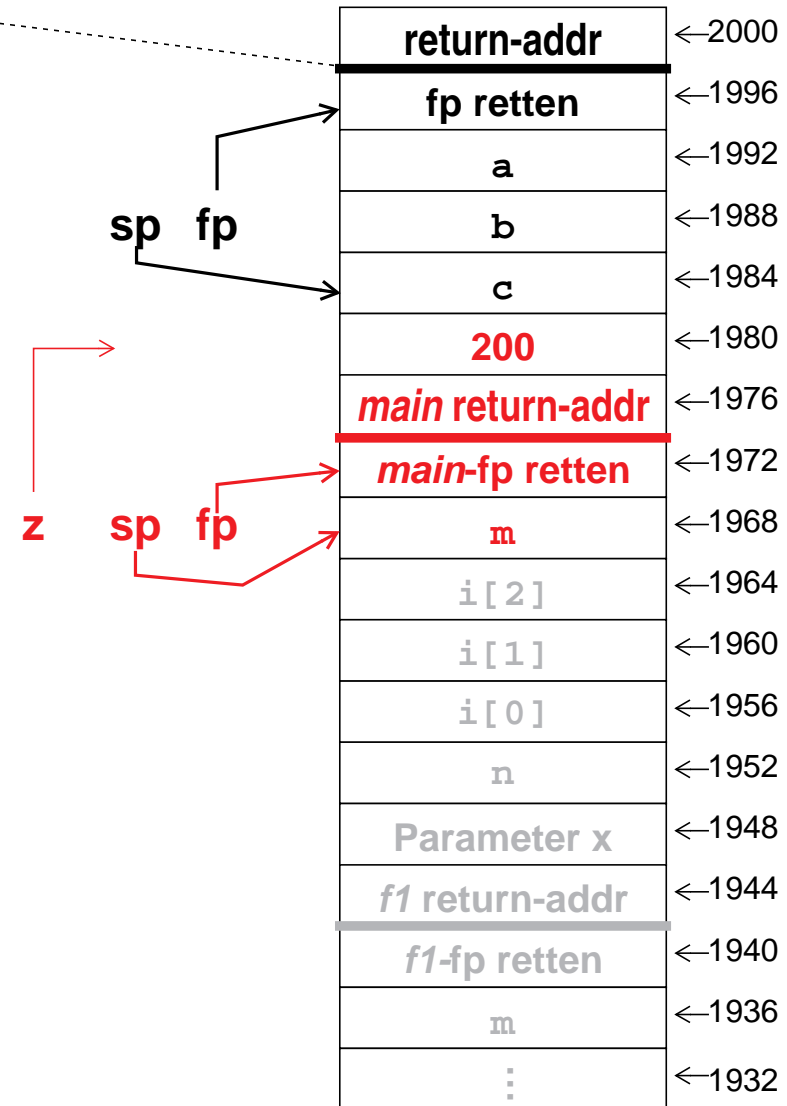 return-addr ←2000
fp retten ←1996
a ←1992
sp fp b ←1988
c ←1984
200 ←1980
main return-addr ←1976
main-fp retten ←1972
z sp fp m ←1968
i[2] ←1964
i[1] ←1960
i[0] ←1956
n ←1952
Parameter x ←1948
f1 return-addr ←1944
f1-fp retten ←1940
m ←1936
⋮ ←1932